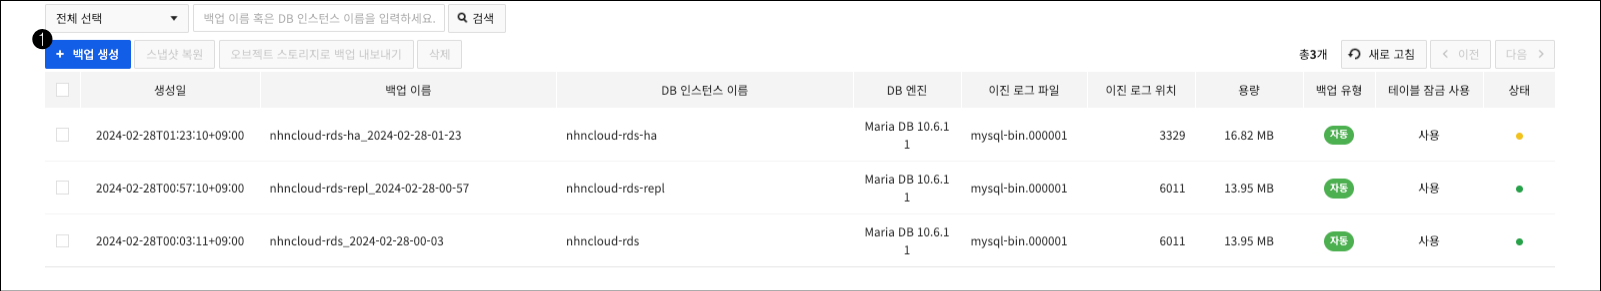 전체 선택
백업 이름 혹은 DB 인스턴스 이름을 입력하세요.
검색
1
+ 백업 생성
스냅샷 복원
오브젝트 스토리지로 백업 내보내기
삭제
총3개
새로 고침
이전
다음
생성일 백업 이름 DB 인스턴스 이름 DB 엔진 이진 로그 파일 이진 로그 위치 용량 백업 유형 테이블 잠금 사용 상태
2024-02-28T01:23:10+09:00 nhncloud-rds-ha_2024-02-28-01-23 nhncloud-rds-ha Maria DB 10.6.1 mysql-bin.000001 3329 16.82 MB 자동 사용
1
2024-02-28T00:57:10+09:00 nhncloud-rds-repl_2024-02-28-00-57 nhncloud-rds-repl Maria DB 10.6.1 mysql-bin.000001 6011 13.95 MB 자동 사용
1
2024-02-28T00:03:11+09:00 nhncloud-rds_2024-02-28-00-03 nhncloud-rds Maria DB 10.6.1 mysql-bin.000001 6011 13.95 MB 자동 사용
1